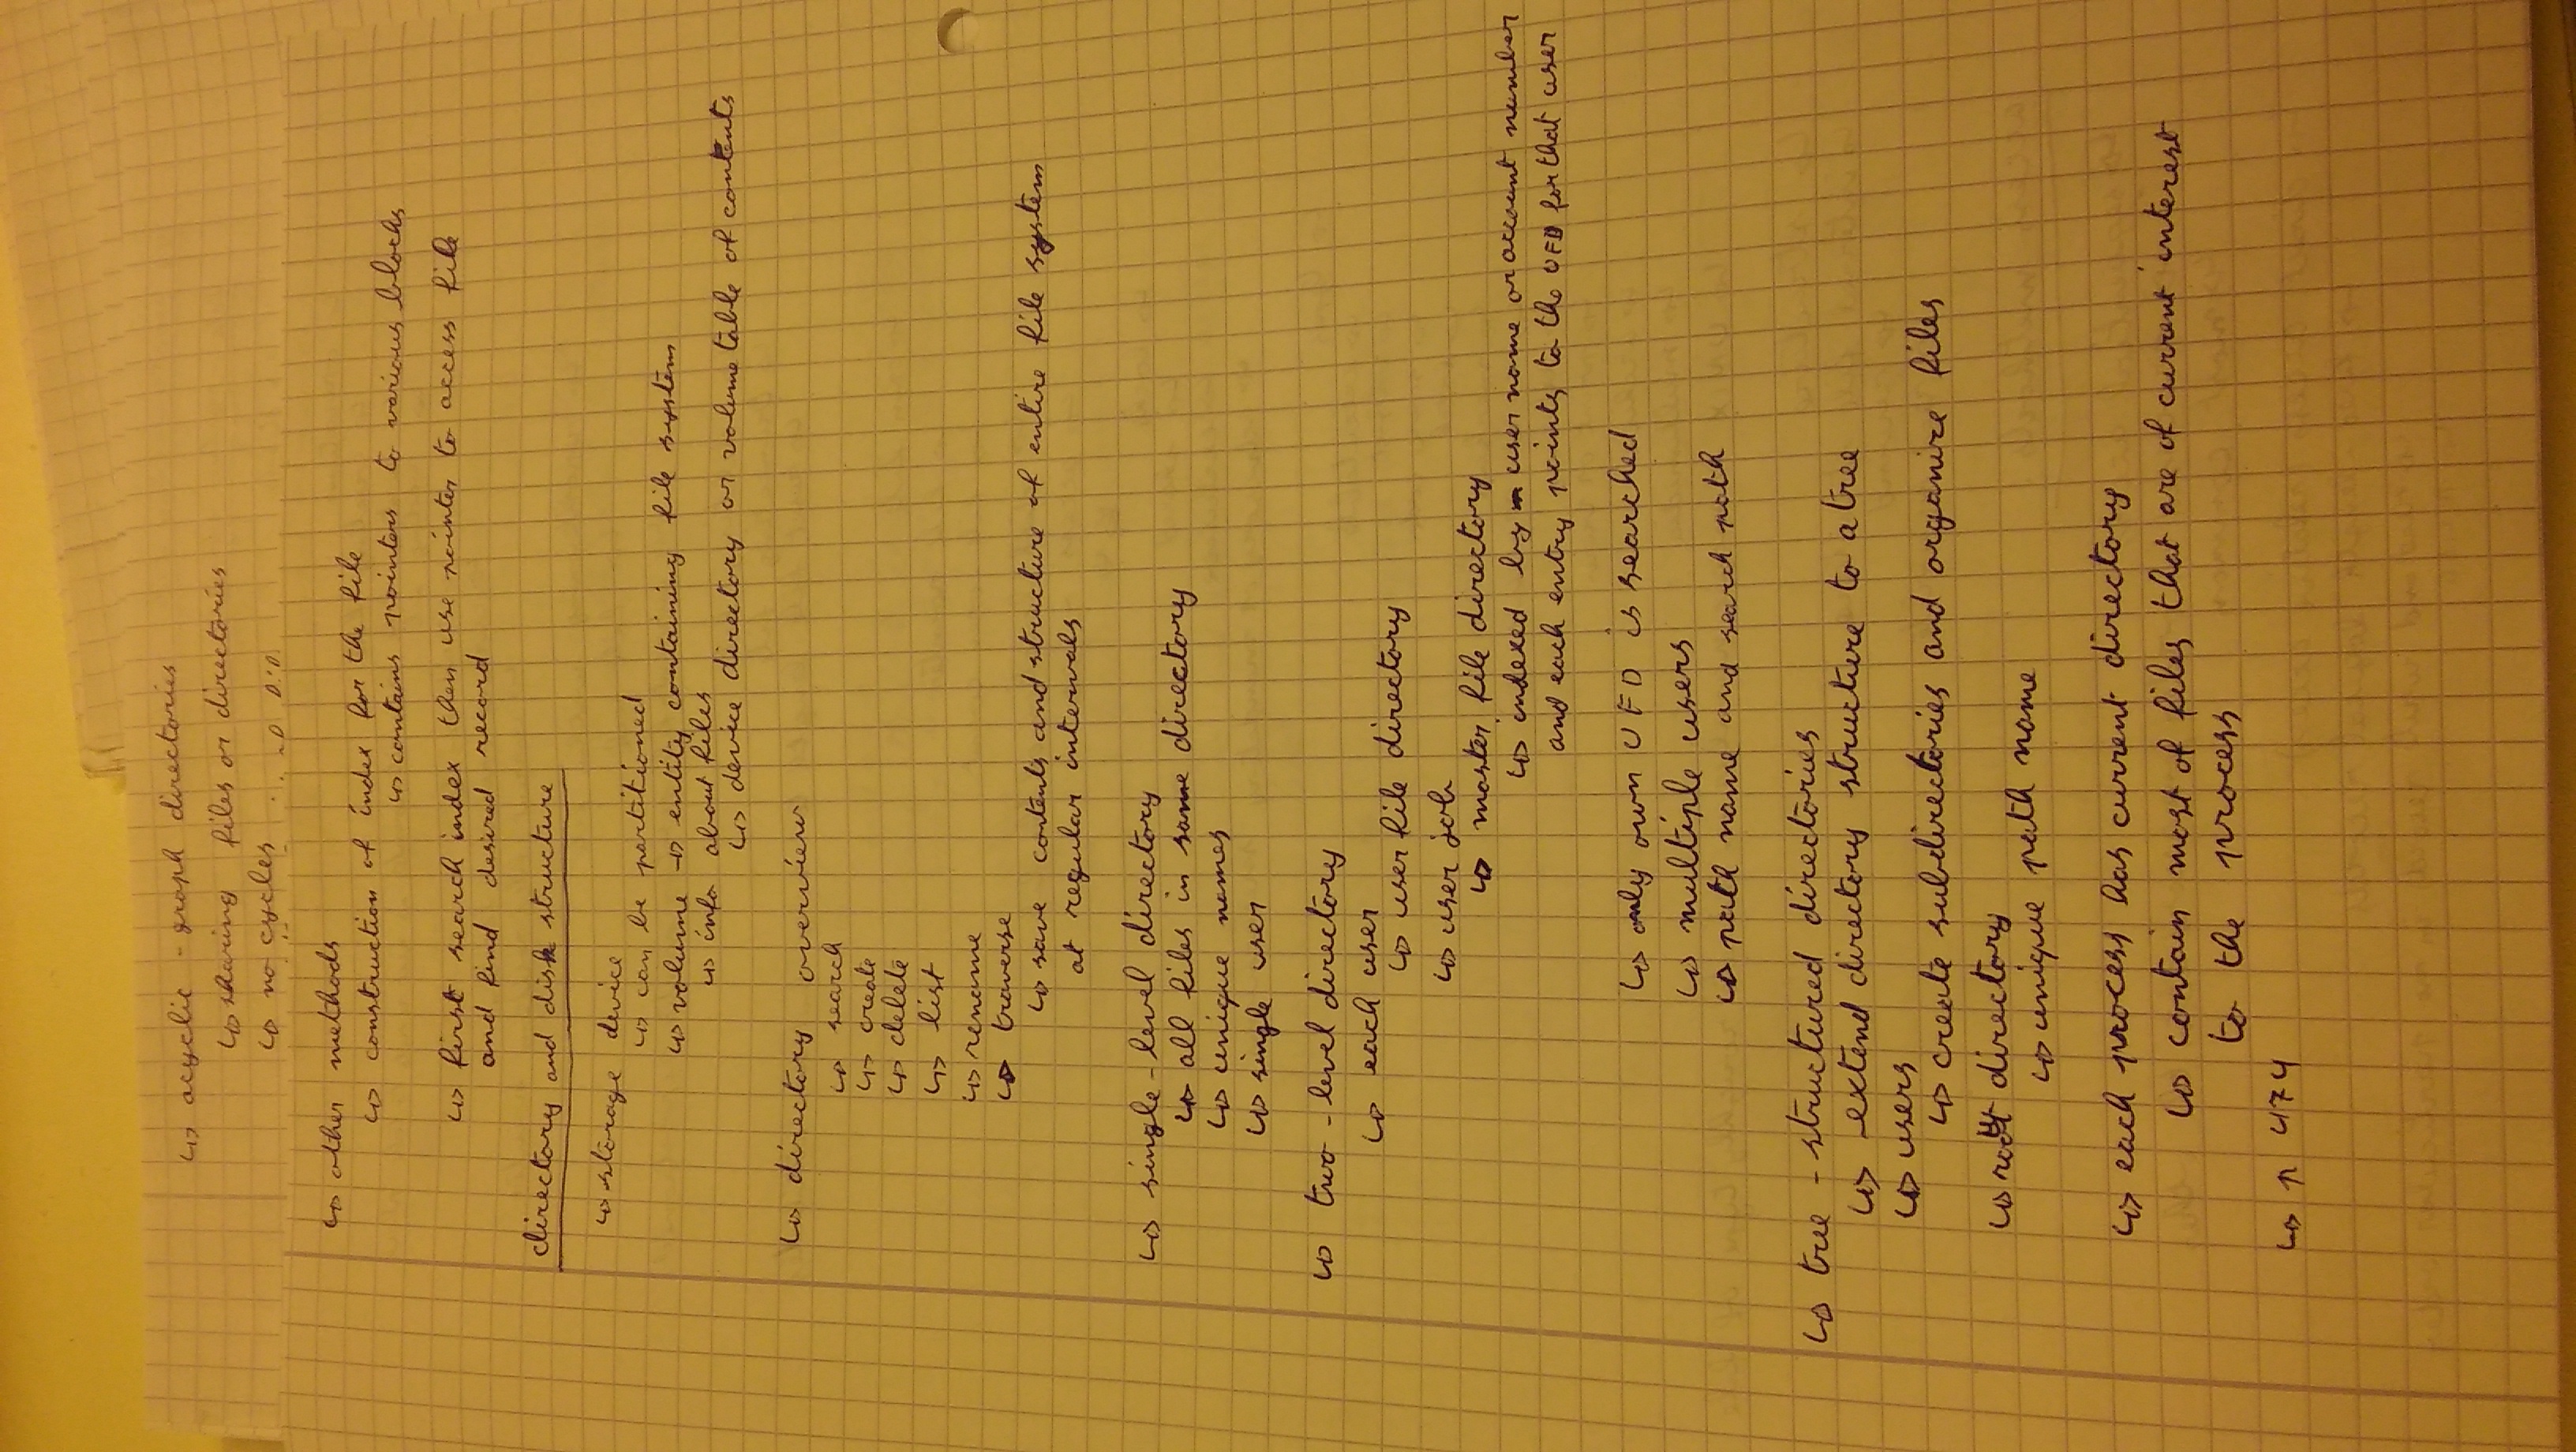 ↳ acyclic - graph directories
↳ sharing files or directories
↳ no cycles
↳ other methods
↳ construction of index for the file
↳ contains pointers to various blocks
↳ first search index then use pointer to access file
and find desired record
directory and disk structure
↳ storage device
↳ can be partitioned
↳ volume → entity containing file system
↳ info about files
↳ device directory or volume table of contents
↳ directory overview
↳ search
↳ create
↳ delete
↳ list
↳ rename
↳ traverse
↳ save contents and structure of entire file system
at regular intervals
↳ single - level directory
↳ all files in same directory
↳ unique names
↳ single user
↳ two - level directory
↳ each user
↳ user file directory
↳ user job
↳ master file directory
↳ indexed by user name or account number
and each entry points to the UFD for that user
↳ only own UFD is searched
↳ multiple users
↳ path name and search path
↳ tree - structured directories
↳ extend directory structure to a tree
↳ users
↳ create subdirectories and organize files
↳ root directory
↳ unique path name
↳ each process has current directory
↳ contain most of files that are of current interest
to the process
↳ p 474